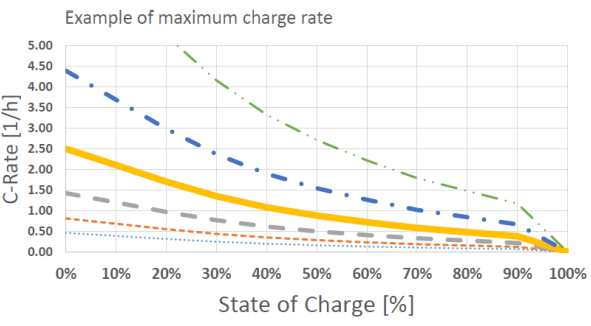 Example of maximum charge rate
5.00
4.50
4.00
3.50
3.00
2.50
2.00
1.50
1.00
0.50
0.00
C-Rate [1/h]
0% 10% 20% 30% 40% 50% 60% 70% 80% 90% 100%
State of Charge [%]